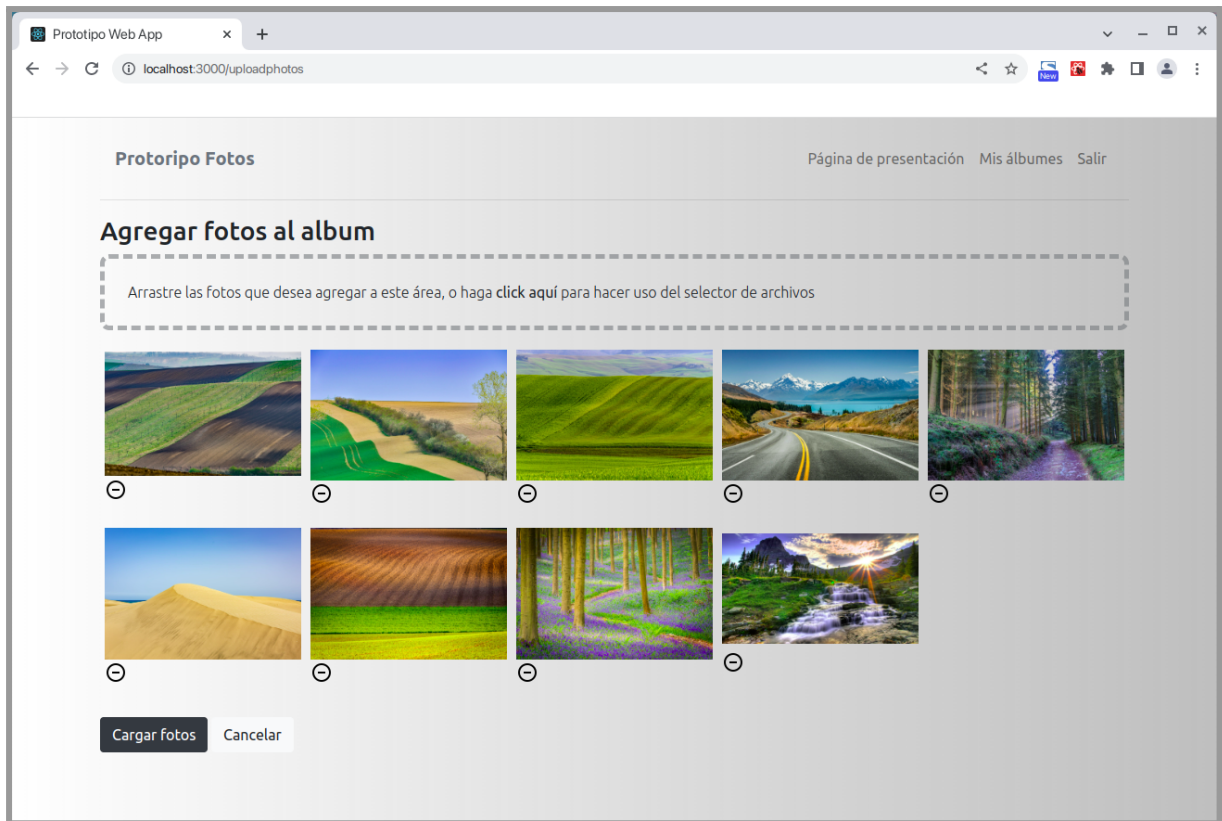 Prototipo Web App
localhost:3000/uploadphotos
New
Protoripo Fotos
Página de presentación Mis álbumes Salir
Agregar fotos al album
Arrastre las fotos que desea agregar a este área, o haga click aquí para hacer uso del selector de archivos
Cargar fotos Cancelar